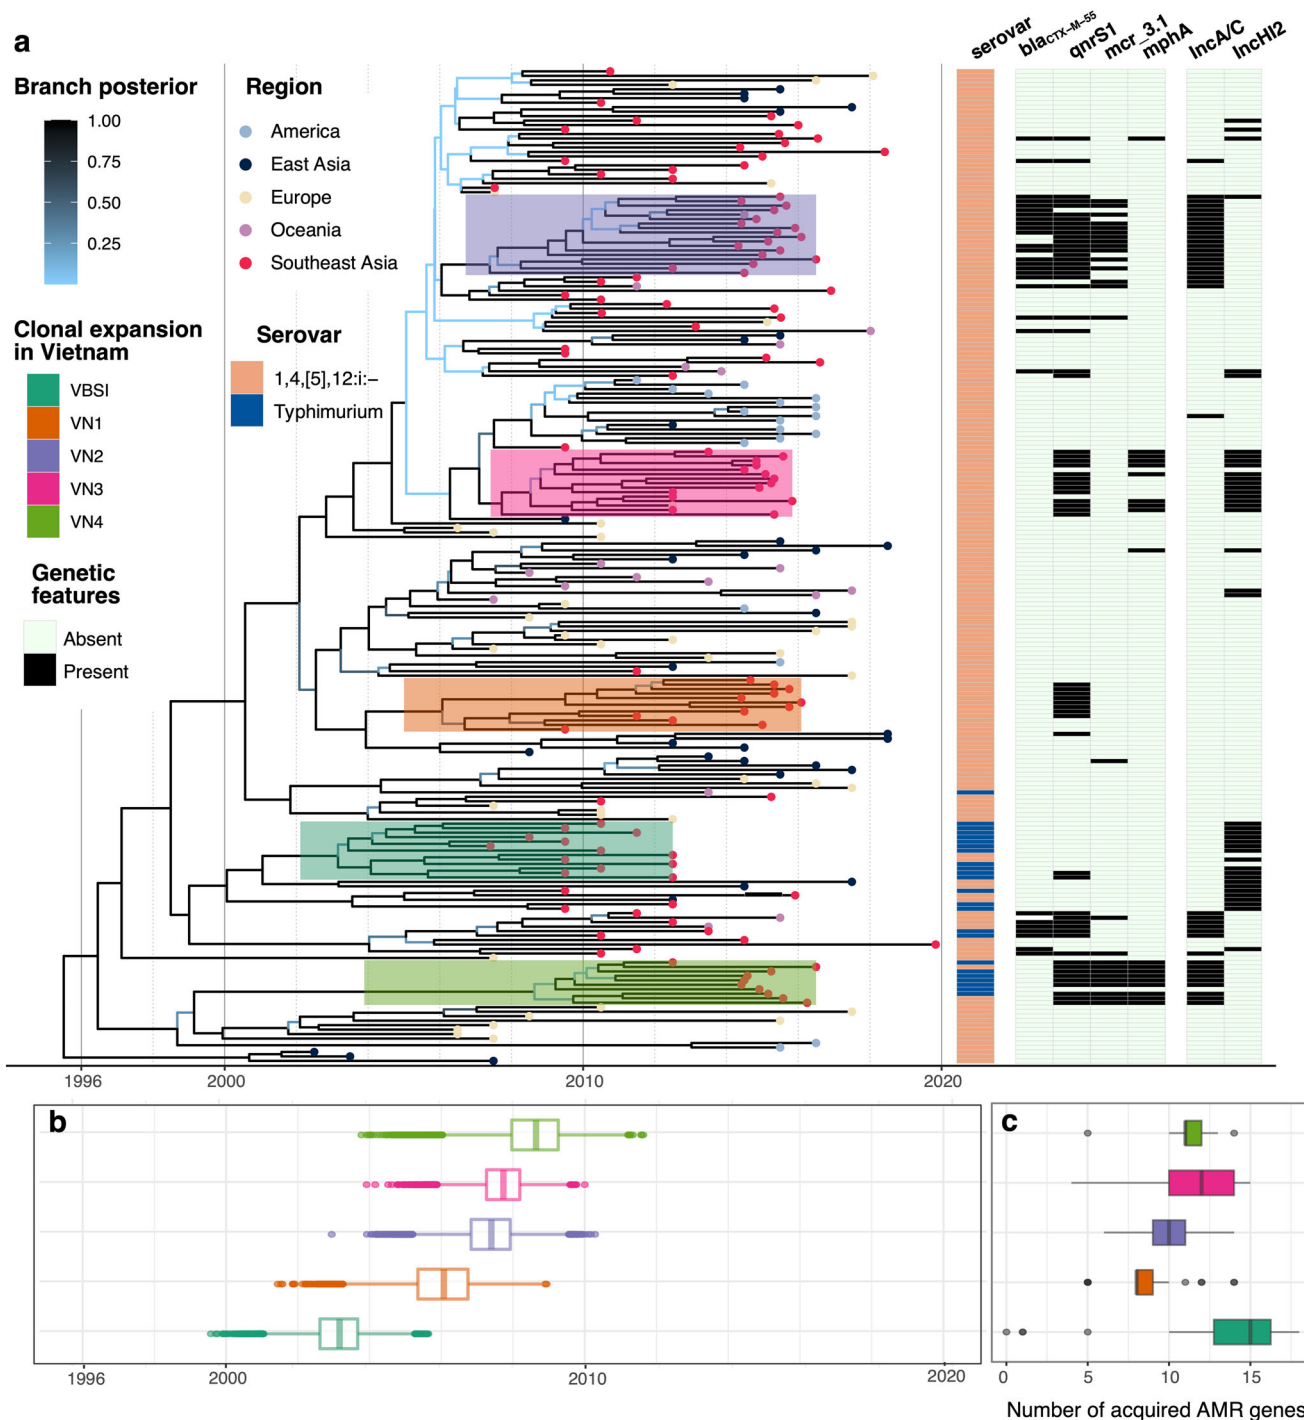 a
serovar
bla CTX–M–55
qnrS1
mcr_3.1
mphA
IncA/C
IncHI2
Branch posterior
1.00
0.75
0.50
0.25
Region
America
East Asia
Europe
Oceania
Southeast Asia
Clonal expansion
in Vietnam
VBSI
VN1
VN2
VN3
VN4
Serovar
1,4,[5],12:i:–
Typhimurium
Genetic
features
Absent
Present
1996
2000
2010
2020
b
1996
2000
2010
2020
c
0
5
10
15
Number of acquired AMR genes